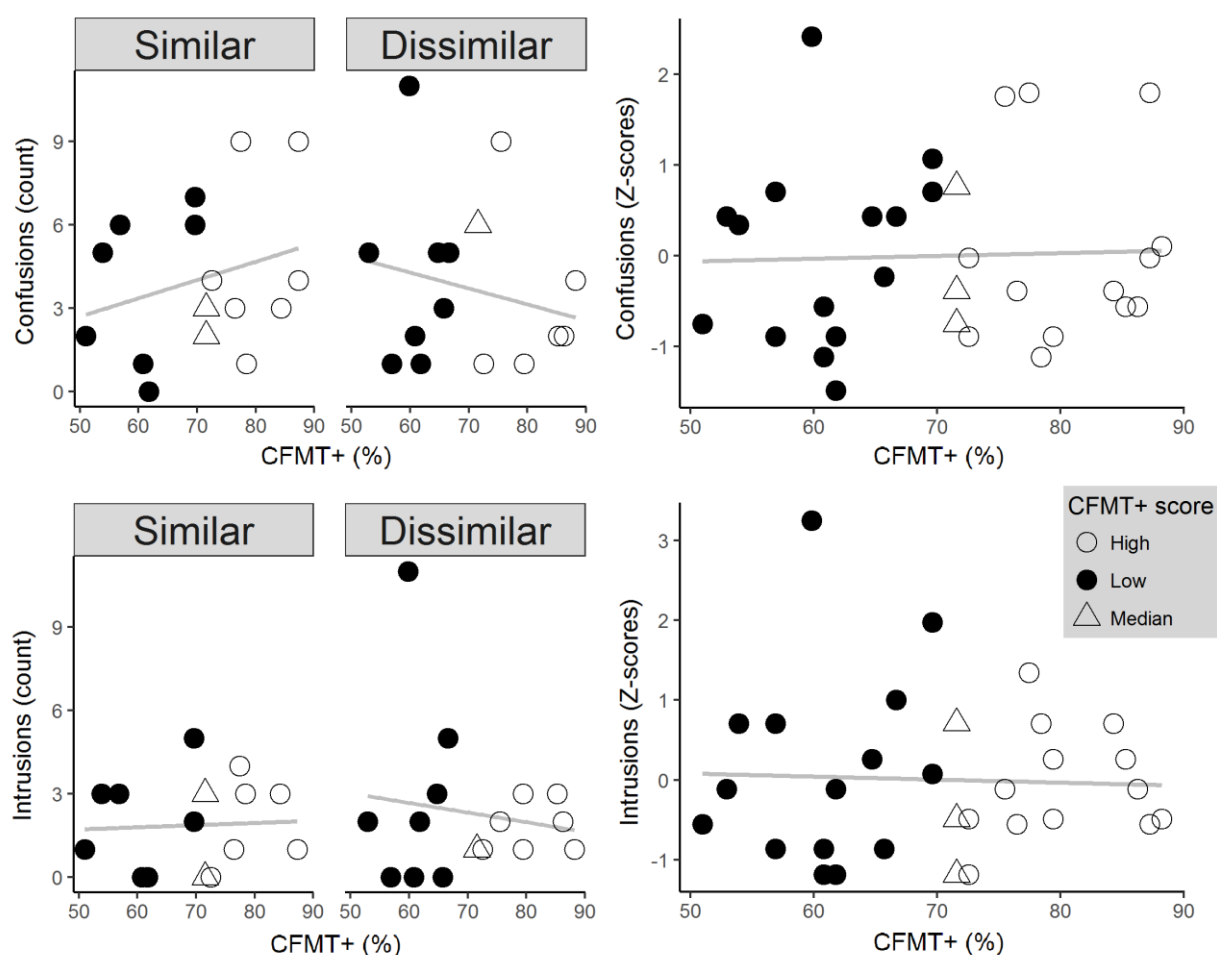 Similar Dissimilar
Confusions (count)
9
6
3
0
50 60 70 80 90 50 60 70 80 90
CFMT+ (%)
Confusions (Z-scores)
2
1
0
-1
50 60 70 80 90
CFMT+ (%)
Similar Dissimilar
Intrusions (count)
9
6
3
0
50 60 70 80 90 50 60 70 80 90
CFMT+ (%)
Intrusions (Z-scores)
3
2
1
0
-1
50 60 70 80 90
CFMT+ (%)
CFMT+ score
High
Low
Median